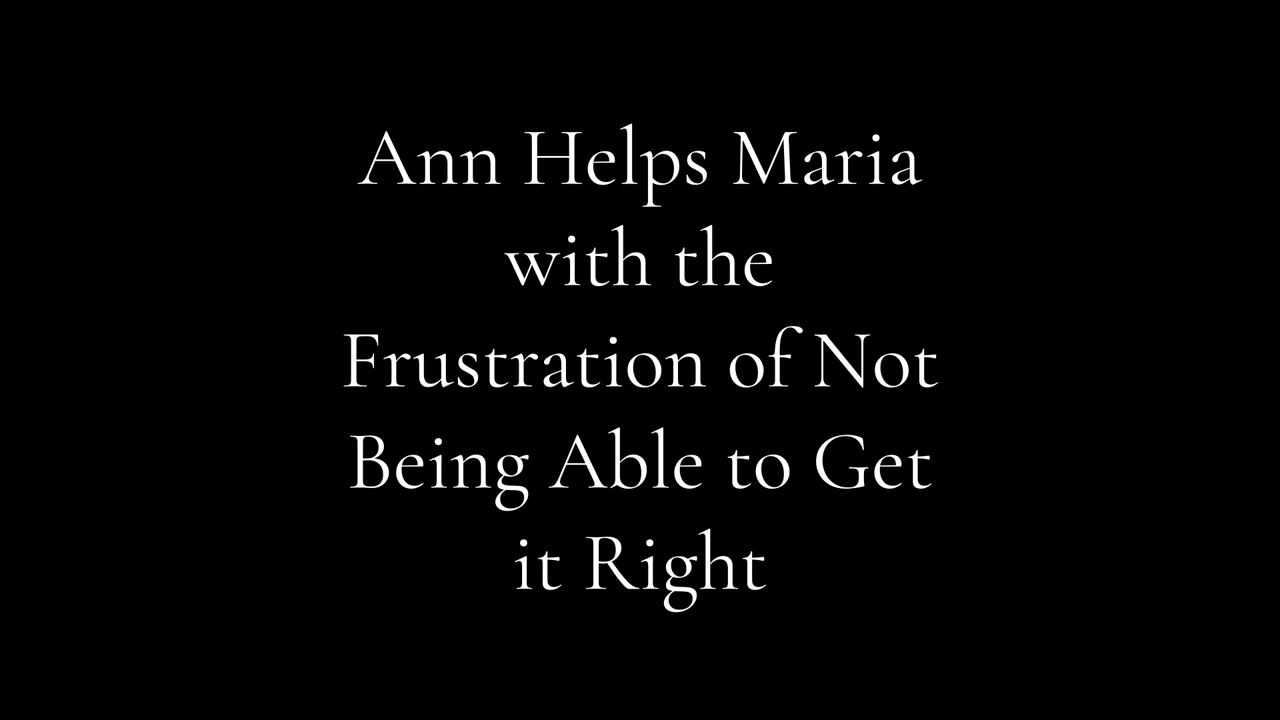 Ann Helps Maria
with the
Frustration of Not
Being Able to Get
it Right